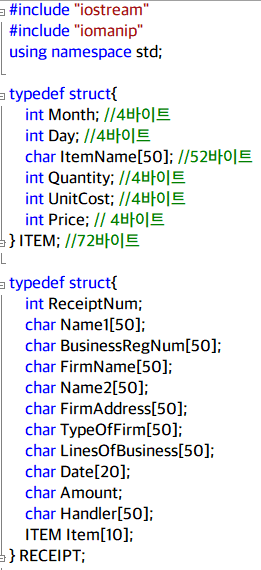 #include "iostream"
#include "iomanip"
using namespace std;
typedef struct{
int Month; //4바이트
int Day; //4바이트
char ItemName[50]; //52바이트
int Quantity; //4바이트
int UnitCost; //4바이트
int Price; // 4바이트
} ITEM; //72바이트
typedef struct{
int ReceiptNum;
char Name1[50];
char BusinessRegNum[50];
char FirmName[50];
char Name2[50];
char FirmAddress[50];
char TypeOfFirm[50];
char LinesOfBusiness[50];
char Date[20];
char Amount;
char Handler[50];
ITEM Item[10];
} RECEIPT;